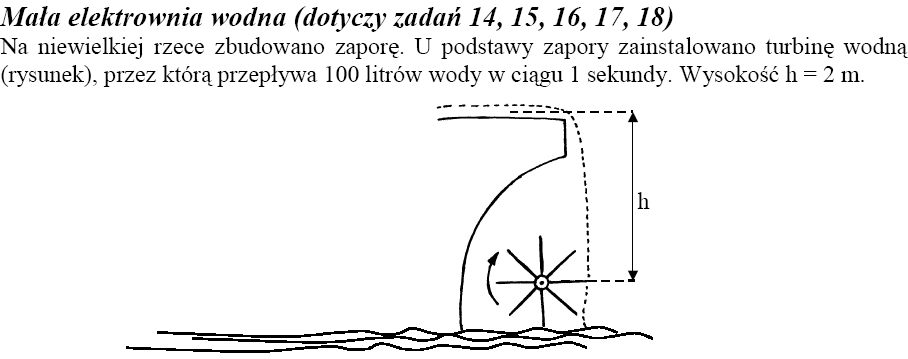 Mała elektrownia wodna (dotyczy zadań 14, 15, 16, 17, 18)
Na niewielkiej rzece zbudowano zaporę. U podstawy zapory zainstalowano turbinę wodną
(rysunek), przez którą przepływa 100 litrów wody w ciągu 1 sekundy. Wysokość h = 2 m.
h